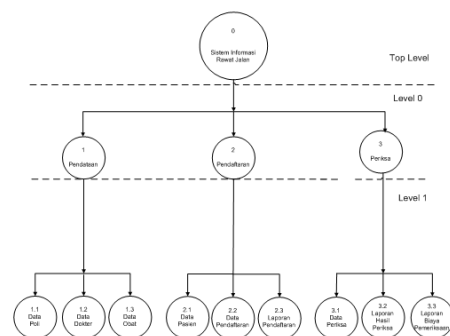 0
Sistem Informasi
Rawat Jalan
Top Level
Level 0
1
Pendataan
2
Pendaftaran
3
Periksa
Level 1
1.1
Data
Poli
1.2
Data
Dokter
1.3
Data
Obat
2.1
Data
Pasien
2.2
Data
Pendaftaran
2.3
Laporan
Pendaftaran
3.1
Periksa
3.2
Laporan
Hasil
Periksa
3.3
Laporan
Biaya
Pemeriksaan